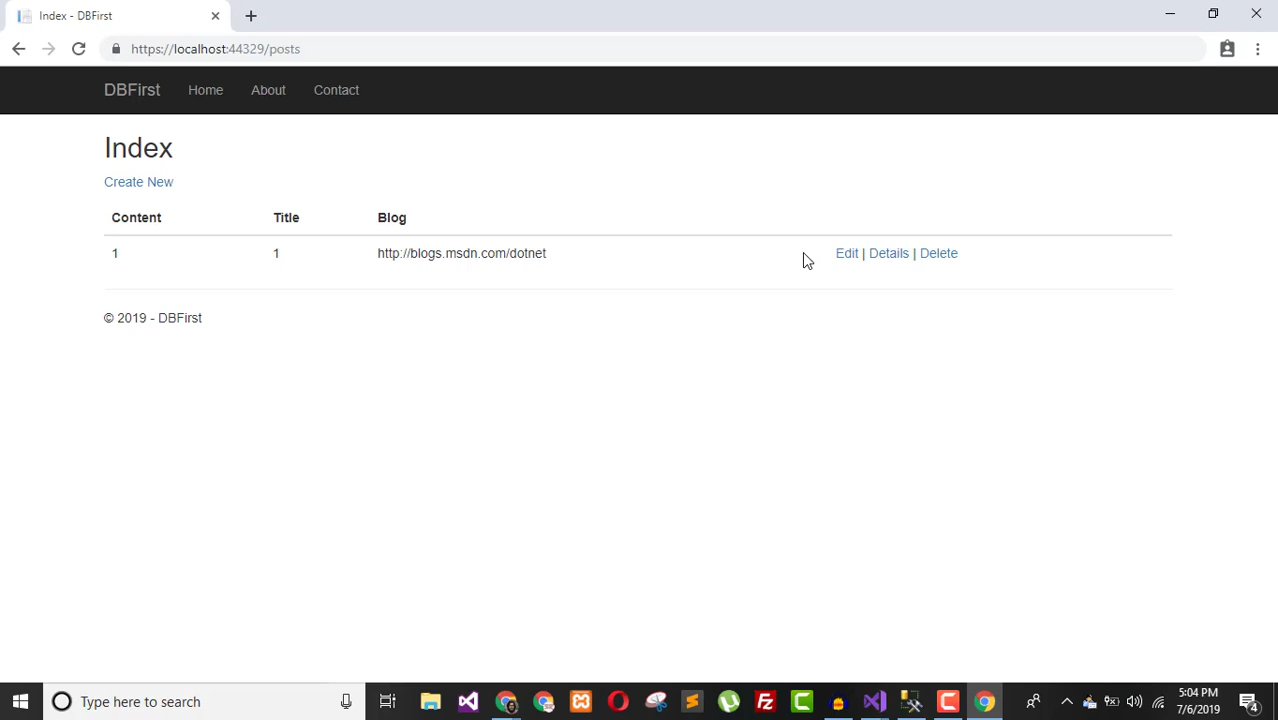 Index - DBFirst
https://localhost:44329/posts
DBFirst Home About Contact
Index
Create New
Content Title Blog
1 1 http://blogs.msdn.com/dotnet Edit | Details | Delete
© 2019 - DBFirst
Type here to search
5:04 PM
7/6/2019
4